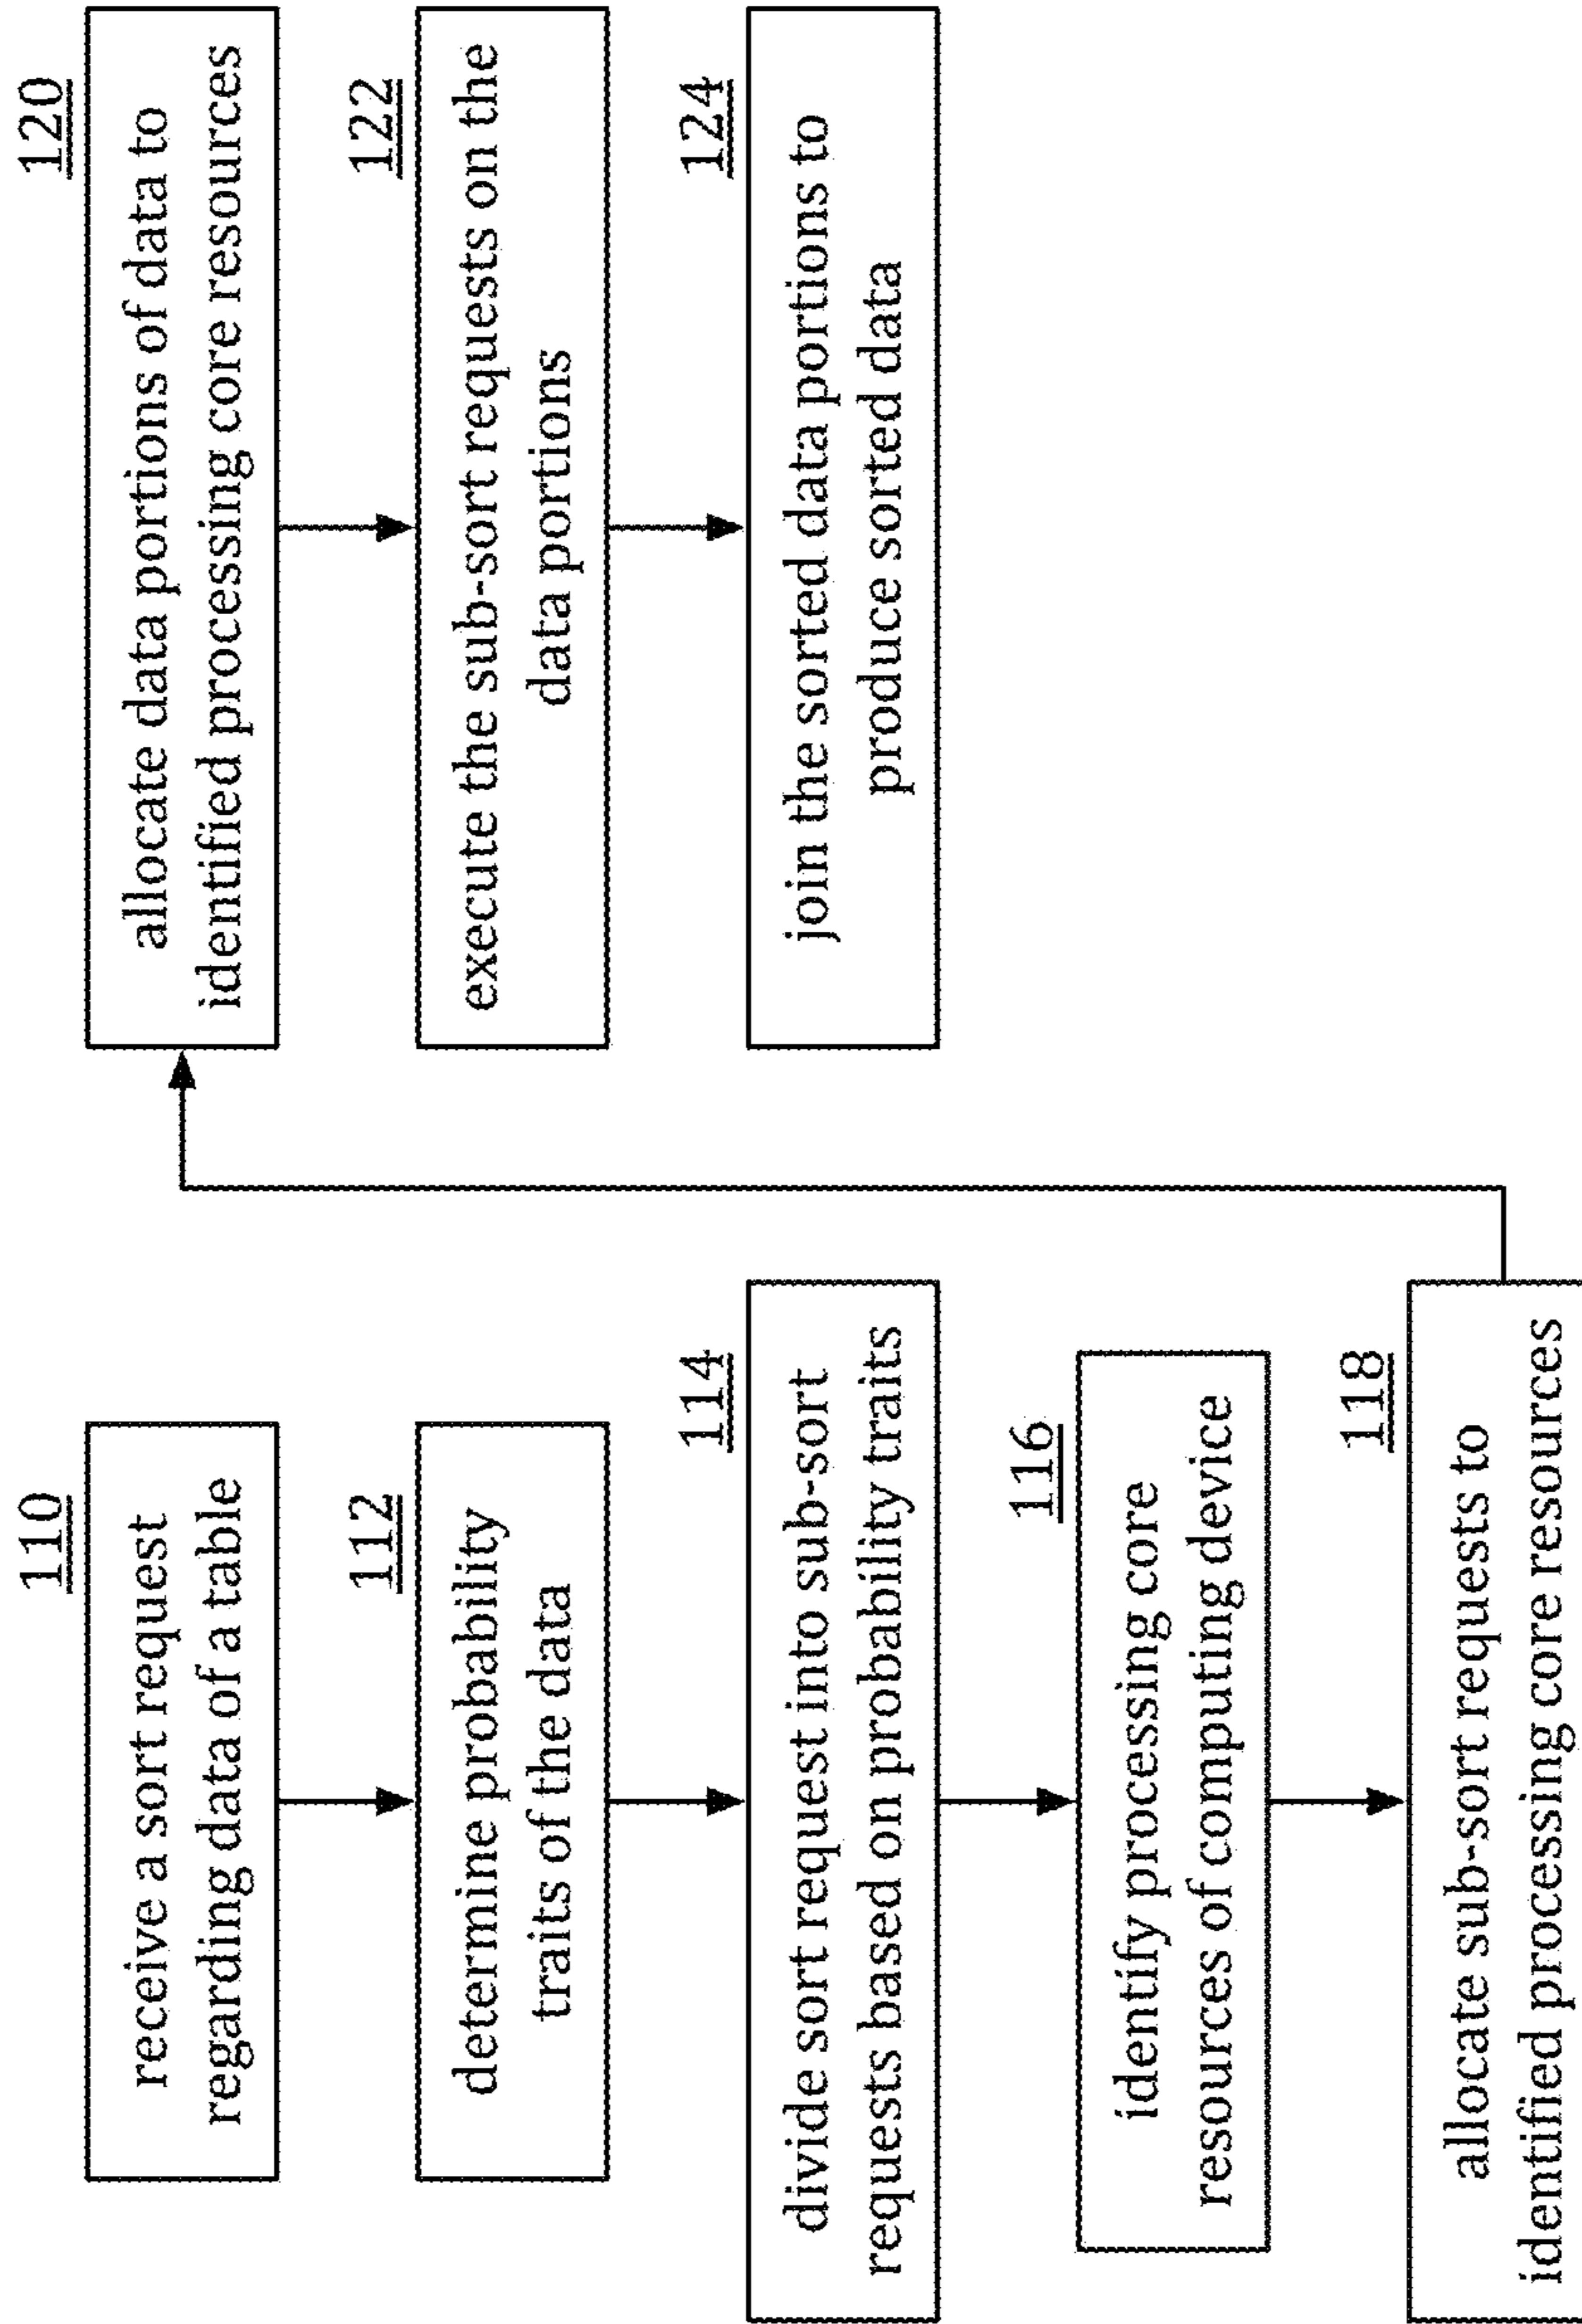 110
receive a sort request
regarding data of a table
112
determine probability
traits of the data
114
divide sort request into sub-sort
requests based on probability traits
116
identify processing core
resources of computing device
118
allocate sub-sort requests to
identified processing core resources
120
allocate data portions of data to
identified processing core resources
122
execute the sub-sort requests on the
data portions
124
join the sorted data portions to
produce sorted data